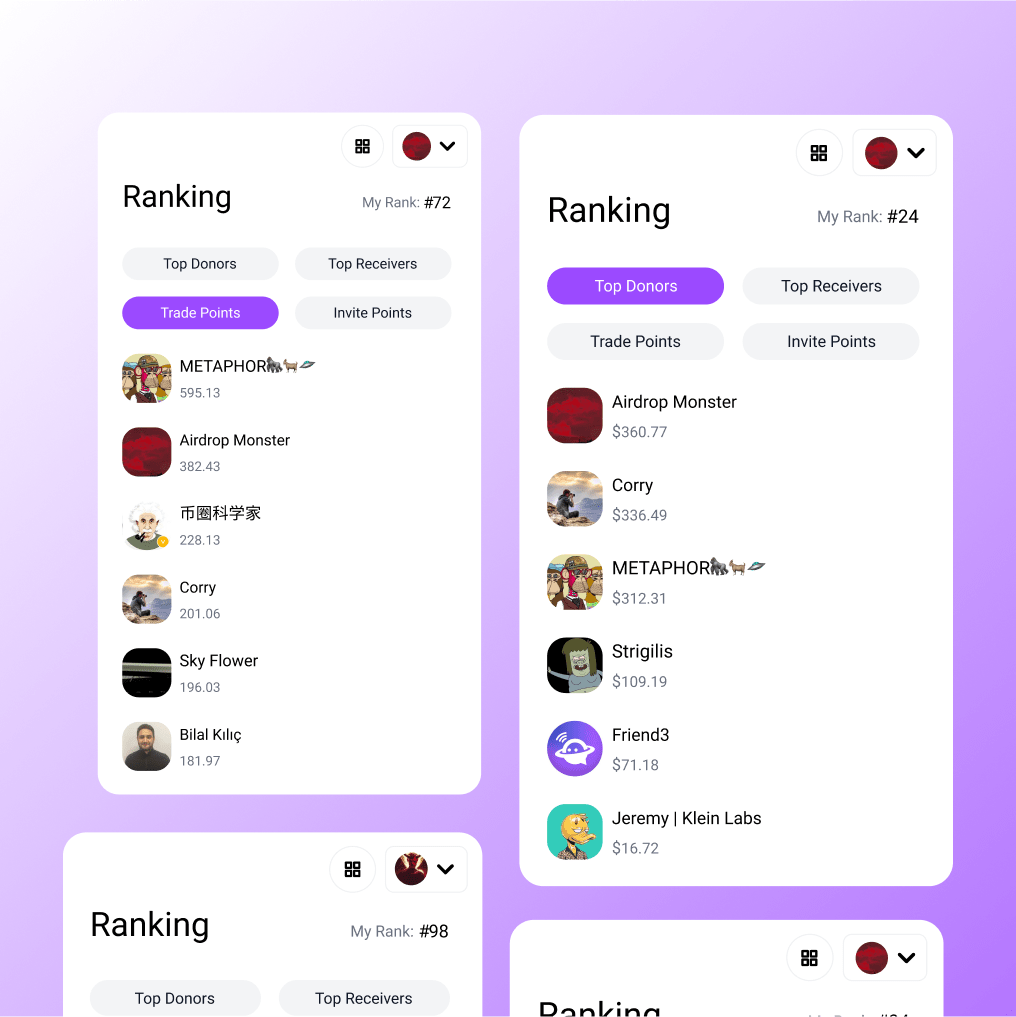 Ranking
My Rank: #72
Top Donors
Top Receivers
Trade Points
Invite Points
METAPHOR🦍🐐🛸
595.13
Airdrop Monster
382.43
币圈科学家
228.13
Corry
201.06
Sky Flower
196.03
Bilal Kılıç
181.97
Ranking
My Rank: #24
Top Donors
Top Receivers
Trade Points
Invite Points
Airdrop Monster
$360.77
Corry
$336.49
METAPHOR🦍🐐🛸
$312.31
Strigilis
$109.19
Friend3
$71.18
Jeremy | Klein Labs
$16.72
Ranking
My Rank: #98
Top Donors
Top Receivers
Ranking